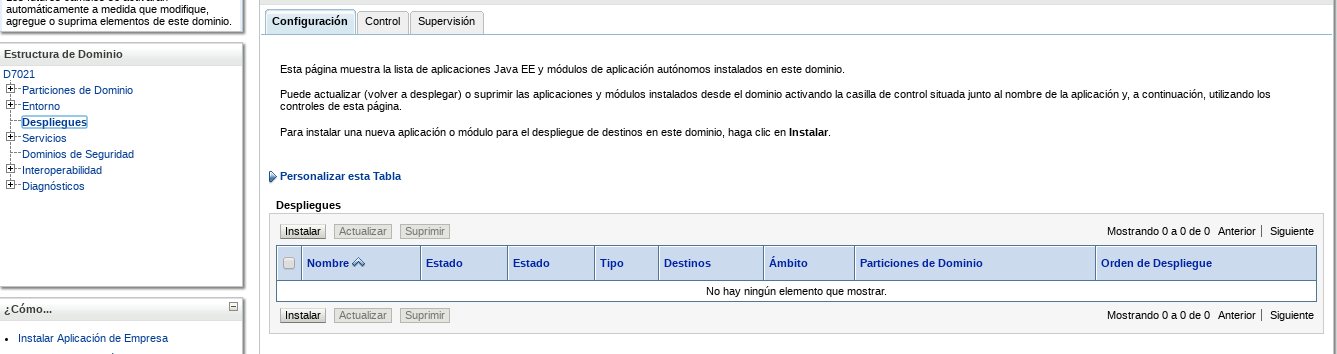 automáticamente a medida que modifique,
agregue o suprima elementos de este dominio.
Estructura de Dominio
D7021
Particiones de Dominio
Entorno
Despliegues
Servicios
Dominios de Seguridad
Interoperabilidad
Diagnósticos
¿Cómo...
Instalar Aplicación de Empresa
Configuración Control Supervisión
Esta página muestra la lista de aplicaciones Java EE y módulos de aplicación autónomos instalados en este dominio.
Puede actualizar (volver a desplegar) o suprimir las aplicaciones y módulos instalados desde el dominio activando la casilla de control situada junto al nombre de la aplicación y, a continuación, utilizando los
controles de esta página.
Para instalar una nueva aplicación o módulo para el despliegue de destinos en este dominio, haga clic en Instalar.
Personalizar esta Tabla
Despliegues
Instalar Actualizar Suprimir Mostrando 0 a 0 de 0 Anterior | Siguiente
Nombre Estado Estado Tipo Destinos Ámbito Particiones de Dominio Orden de Despliegue
No hay ningún elemento que mostrar.
Instalar Actualizar Suprimir Mostrando 0 a 0 de 0 Anterior | Siguiente